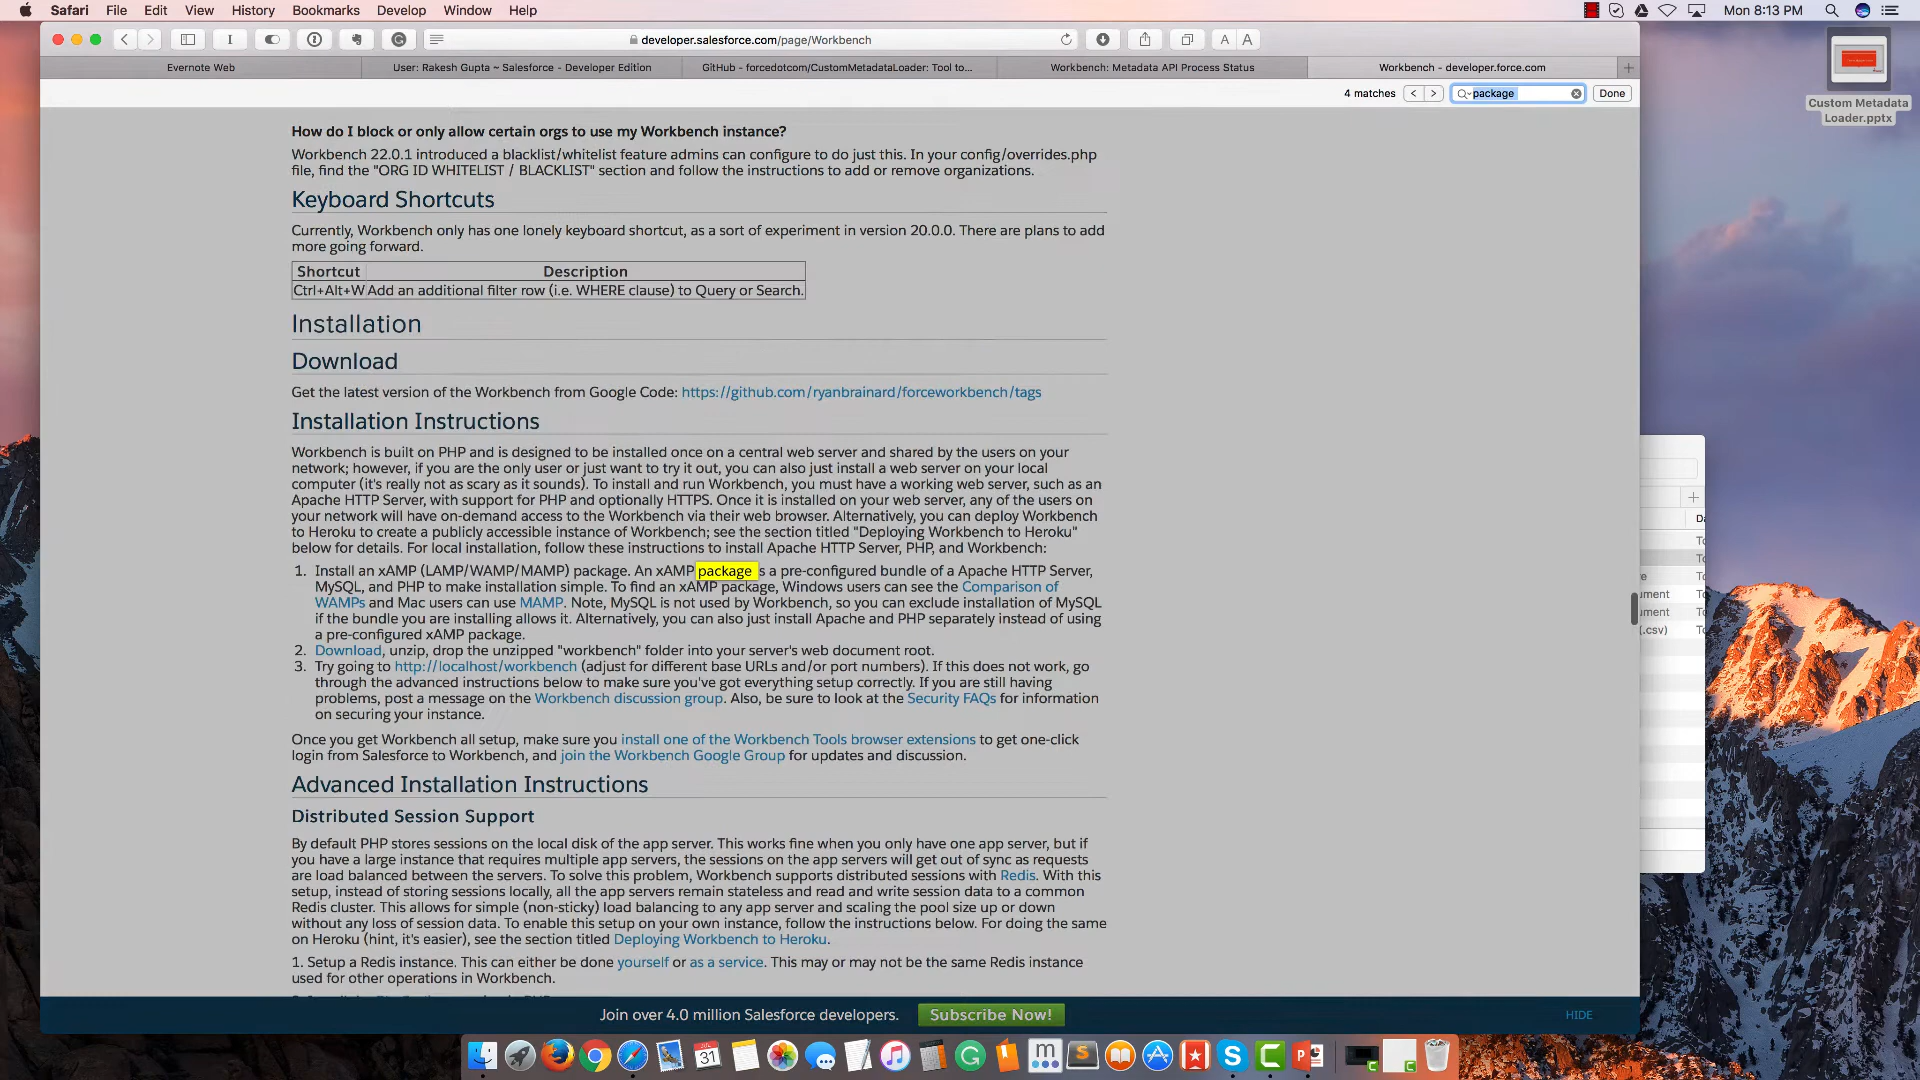 Safari File Edit View History Bookmarks Develop Window Help
Mon 8:13 PM
developer.salesforce.com/page/Workbench
A A
Evernote Web
User: Rakesh Gupta ~ Salesforce - Developer Edition
GitHub - forcedotcom/CustomMetadataLoader: Tool to...
Workbench: Metadata API Process Status
Workbench - developer.force.com
4 matches
package
Done
Custom Metadata
Loader.pptx
How do I block or only allow certain orgs to use my Workbench instance?
Workbench 22.0.1 introduced a blacklist/whitelist feature admins can configure to do just this. In your config/overrides.php
file, find the "ORG ID WHITELIST / BLACKLIST" section and follow the instructions to add or remove organizations.
Keyboard Shortcuts
Currently, Workbench only has one lonely keyboard shortcut, as a sort of experiment in version 20.0.0. There are plans to add
more going forward.
Shortcut Description
Ctrl+Alt+W Add an additional filter row (i.e. WHERE clause) to Query or Search.
Installation
Download
Get the latest version of the Workbench from Google Code: https://github.com/ryanbrainard/forceworkbench/tags
Installation Instructions
Workbench is built on PHP and is designed to be installed once on a central web server and shared by the users on your
network; however, if you are the only user or just want to try it out, you can also just install a web server on your local
computer (it's really not as scary as it sounds). To install and run Workbench, you must have a working web server, such as an
Apache HTTP Server, with support for PHP and optionally HTTPS. Once it is installed on your web server, any of the users on
your network will have on-demand access to the Workbench via their web browser. Alternatively, you can deploy Workbench
to Heroku to create a publicly accessible instance of Workbench; see the section titled "Deploying Workbench to Heroku"
below for details. For local installation, follow these instructions to install Apache HTTP Server, PHP, and Workbench:
1. Install an xAMP (LAMP/WAMP/MAMP) package. An xAMP package is a pre-configured bundle of a Apache HTTP Server,
MySQL, and PHP to make installation simple. To find an xAMP package, Windows users can see the Comparison of
WAMPs and Mac users can use MAMP. Note, MySQL is not used by Workbench, so you can exclude installation of MySQL
if the bundle you are installing allows it. Alternatively, you can also just install Apache and PHP separately instead of using
a pre-configured xAMP package.
2. Download, unzip, drop the unzipped "workbench" folder into your server's web document root.
3. Try going to http://localhost/workbench (adjust for different base URLs and/or port numbers). If this does not work, go
through the advanced instructions below to make sure you've got everything setup correctly. If you are still having
problems, post a message on the Workbench discussion group. Also, be sure to look at the Security FAQs for information
on securing your instance.
Once you get Workbench all setup, make sure you install one of the Workbench Tools browser extensions to get one-click
login from Salesforce to Workbench, and join the Workbench Google Group for updates and discussion.
Advanced Installation Instructions
Distributed Session Support
By default PHP stores sessions on the local disk of the app server. This works fine when you only have one app server, but if
you have a large instance that requires multiple app servers, the sessions on the app servers will get out of sync as requests
are load balanced between the servers. To solve this problem, Workbench supports distributed sessions with Redis. With this
setup, instead of storing sessions locally, all the app servers remain stateless and read and write session data to a common
Redis cluster. This allows for simple (non-sticky) load balancing to any app server and scaling the pool size up or down
without any loss of session data. To enable this setup on your own instance, follow the instructions below. For doing the same
on Heroku (hint, it's easier), see the section titled Deploying Workbench to Heroku.
1. Setup a Redis instance. This can either be done yourself or as a service. This may or may not be the same Redis instance
used for other operations in Workbench.
Join over 4.0 million Salesforce developers.
Subscribe Now!
HIDE
(.csv)
JUL
31